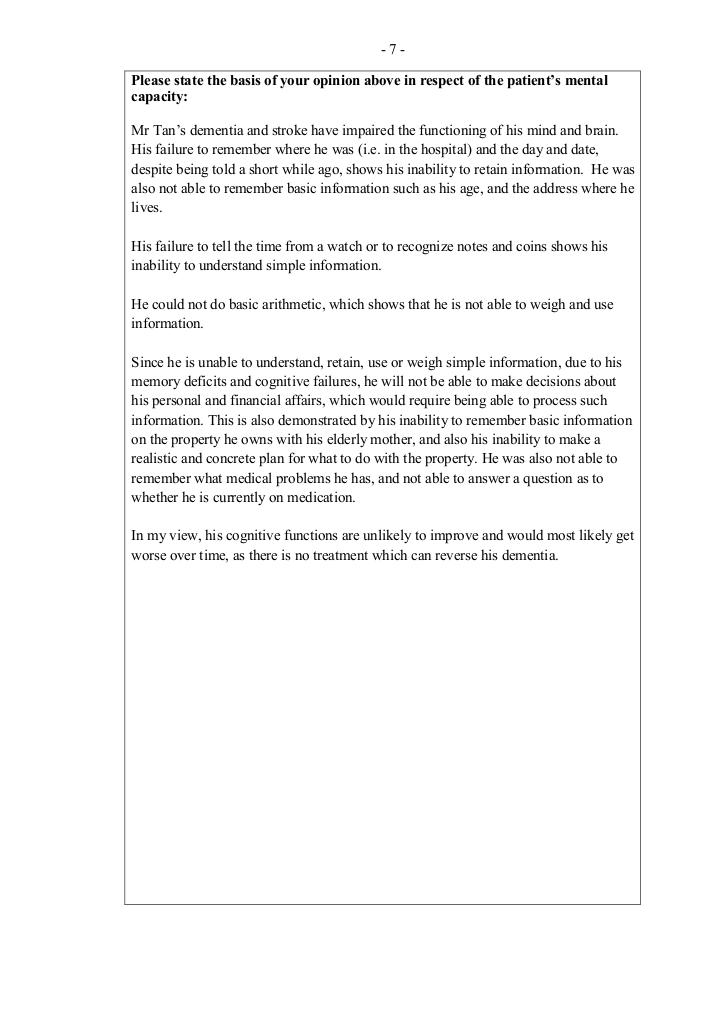 - 7 -
Please state the basis of your opinion above in respect of the patient’s mental
capacity:
Mr Tan’s dementia and stroke have impaired the functioning of his mind and brain.
His failure to remember where he was (i.e. in the hospital) and the day and date,
despite being told a short while ago, shows his inability to retain information.  He was
also not able to remember basic information such as his age, and the address where he
lives.
His failure to tell the time from a watch or to recognize notes and coins shows his
inability to understand simple information.
He could not do basic arithmetic, which shows that he is not able to weigh and use
information.
Since he is unable to understand, retain, use or weigh simple information, due to his
memory deficits and cognitive failures, he will not be able to make decisions about
his personal and financial affairs, which would require being able to process such
information. This is also demonstrated by his inability to remember basic information
on the property he owns with his elderly mother, and also his inability to make a
realistic and concrete plan for what to do with the property. He was also not able to
remember what medical problems he has, and not able to answer a question as to
whether he is currently on medication.
In my view, his cognitive functions are unlikely to improve and would most likely get
worse over time, as there is no treatment which can reverse his dementia.